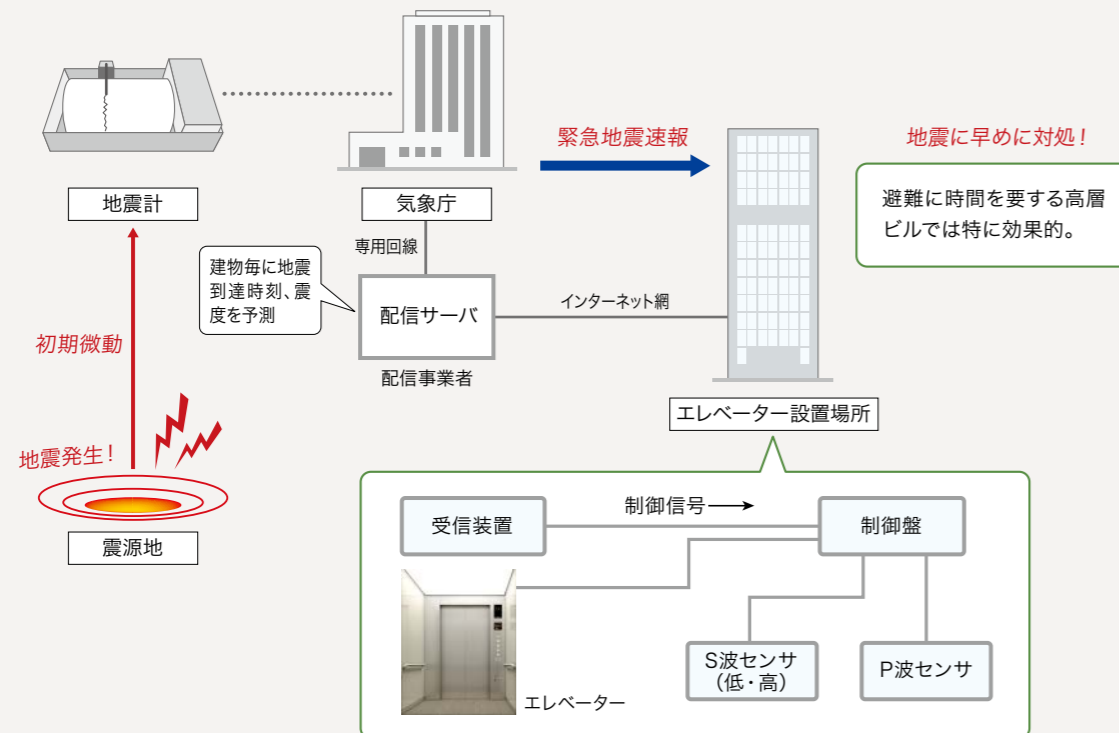 緊急地震速報
地震に早めに対処！
避難に時間を要する高層
ビルでは特に効果的。
地震計
気象庁
専用回線
建物毎に地震
到達時刻、震
度を予測
配信サーバ
インターネット網
配信事業者
初期微動
エレベーター設置場所
地震発生！
震源地
受信装置
制御信号→
制御盤
S波センサ
（低・高）
P波センサ
エレベーター